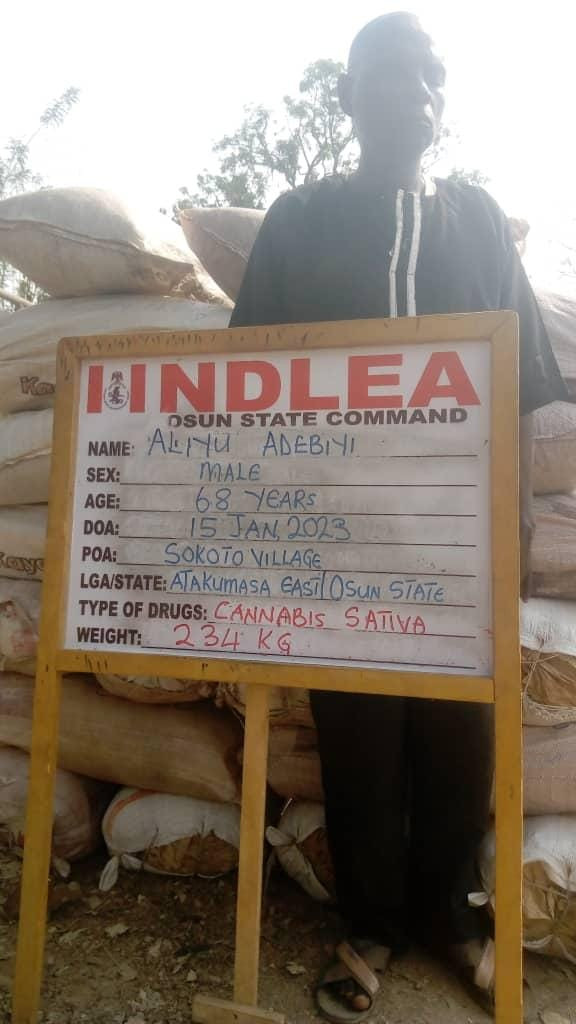 NDLEA
OSUN STATE COMMAND
NAME: ALIYU ADEBIYI
SEX: MALE
AGE: 68 YEARS
DOA: 15 JAN, 2023
POA: SOKOTO VILLAGE
LGA/STATE: ATAKUMASA EAST/OSUN STATE
TYPE OF DRUGS: CANNABIS SATIVA
WEIGHT: 234 KG